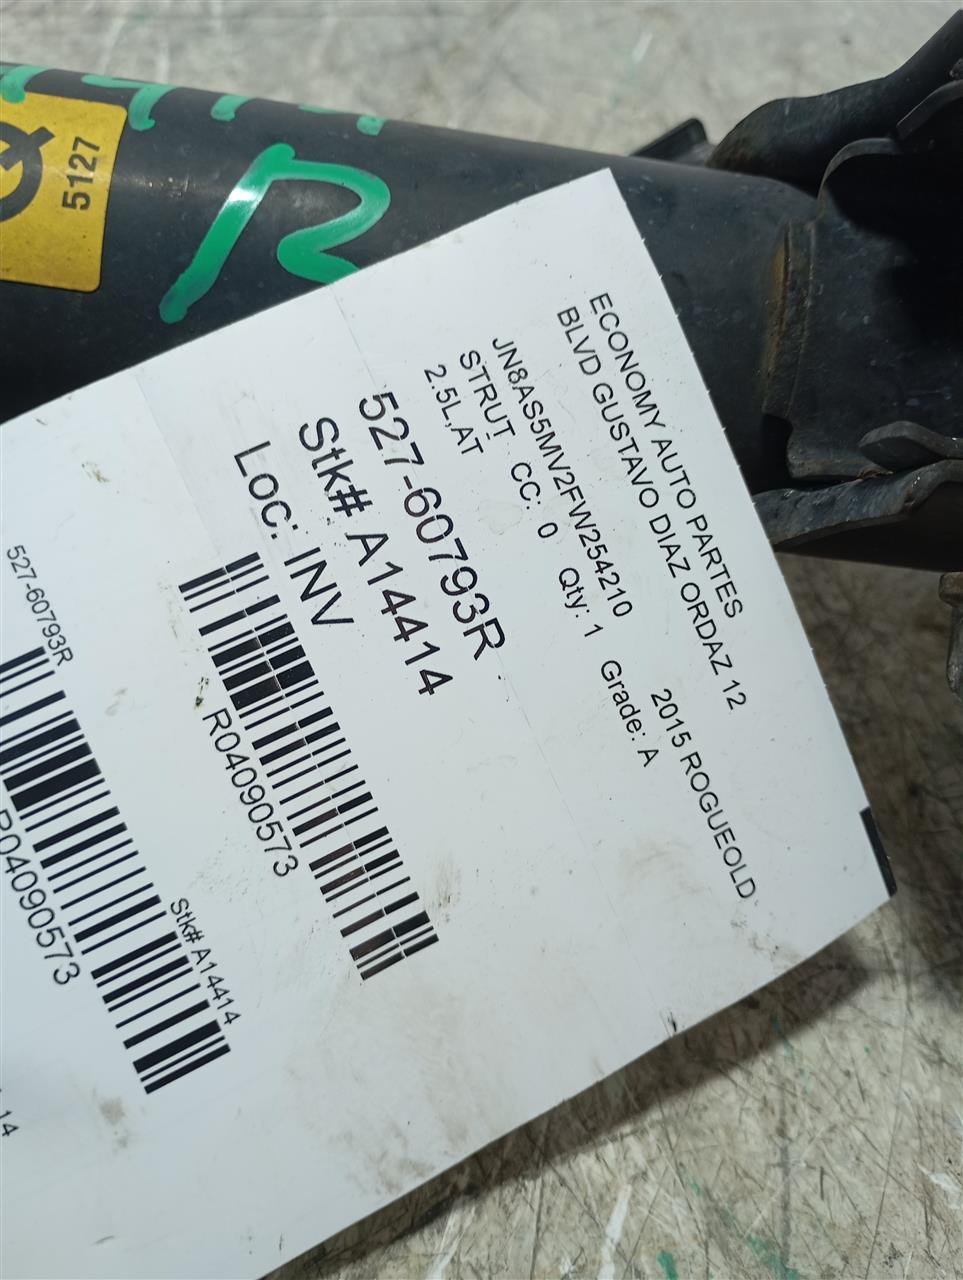 5127
R
ECONOMY AUTO PARTES
BLVD GUSTAVO DIAZ ORDAZ 12
JN8AS5MV2FW254210 2015 ROGUEOLD
STRUT CC: 0 Qty: 1 Grade: A
2.5L,AT
527-60793R
Stk# A14414
Loc: INV
R04090573
527-60793R Stk# A14414
R04090573
14